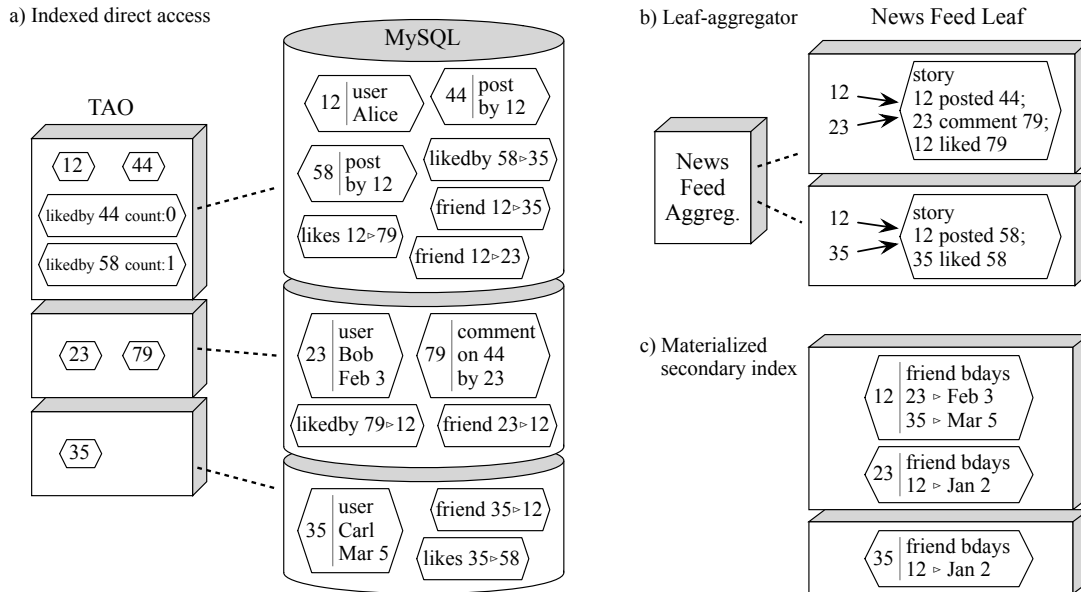 a) Indexed direct access
TAO
12
44
likedby 44 count:0
likedby 58 count:1
23
79
35
MySQL
12
user
Alice
44
post
by 12
58
post
by 12
likedby 58▹35
friend 12▹35
likes 12▹79
friend 12▹23
23
user
Bob
Feb 3
79
comment
on 44
by 23
likedby 79▹12
friend 23▹12
35
user
Carl
Mar 5
friend 35▹12
likes 35▹58
b) Leaf-aggregator
News Feed Leaf
News
Feed
Aggreg.
12
23
story
12 posted 44;
23 comment 79;
12 liked 79
12
35
story
12 posted 58;
35 liked 58
c) Materialized
secondary index
12
friend bdays
23 ▹ Feb 3
35 ▹ Mar 5
23
friend bdays
12 ▹ Jan 2
35
friend bdays
12 ▹ Jan 2